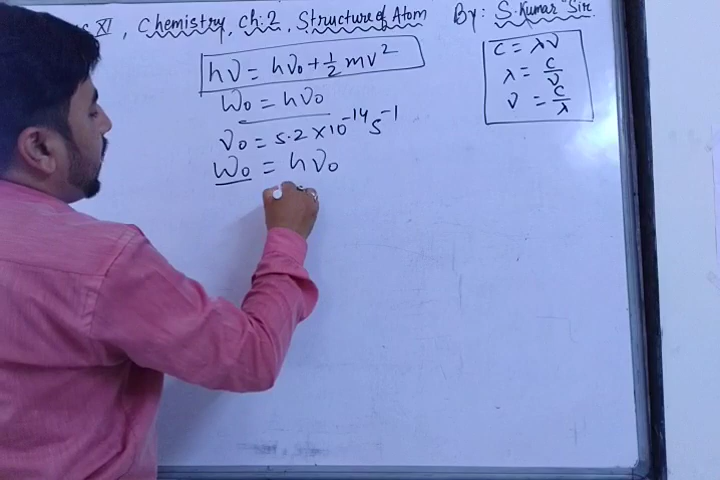 XI, Chemistry, Ch:2, Structure of Atom By: S. Kumar Sir.
hν = hν₀ + ½ mv²
W₀ = hν₀
ν₀ = 5.2 × 10⁻¹⁴ s⁻¹
W₀ = hν₀
c = λν
λ = c/ν
ν = c/λ